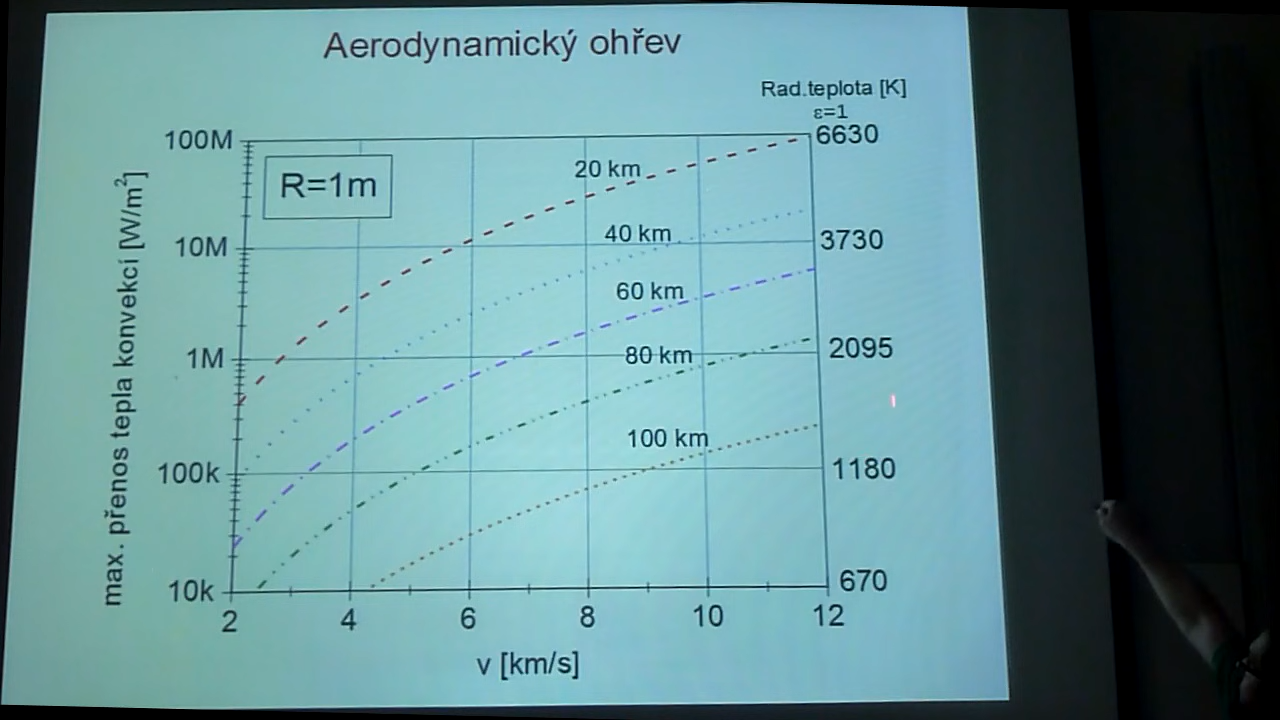 Aerodynamický ohřev
Rad.teplota [K]
ε=1
max. přenos tepla konvekcí [W/m²]
100M
10M
1M
100k
10k
R=1m
20 km
40 km
60 km
80 km
100 km
6630
3730
2095
1180
670
2 4 6 8 10 12
v [km/s]